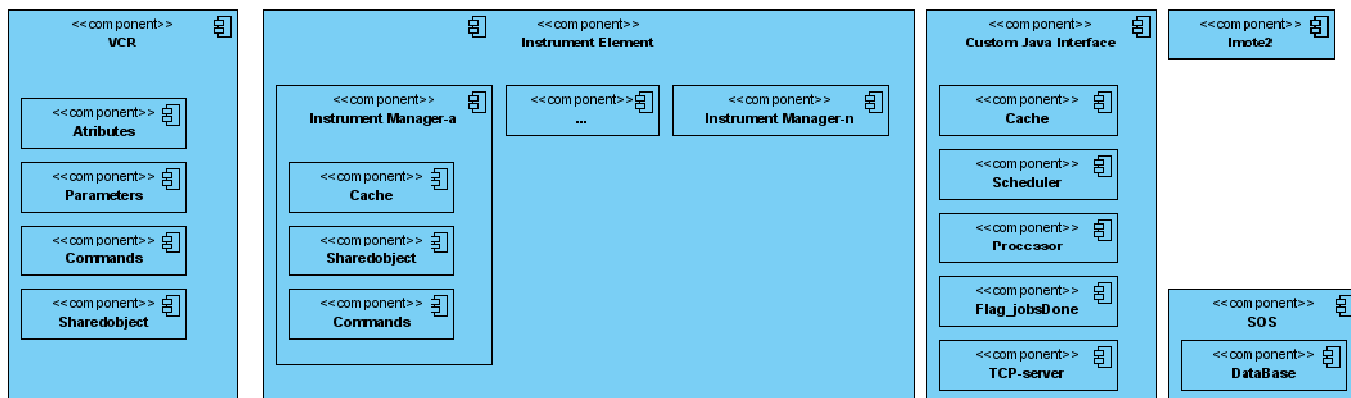 <<component>>
VCR
<<component>>
Atributes
<<component>>
Parameters
<<component>>
Commands
<<component>>
Sharedobject
<<component>>
Instrument Element
<<component>>
Instrument Manager-a
<<component>>
Cache
<<component>>
Sharedobject
<<component>>
Commands
<<component>>
...
<<component>>
Instrument Manager-n
<<component>>
Custom Java Interface
<<component>>
Cache
<<component>>
Scheduler
<<component>>
Proccssor
<<component>>
Flag_jobsDone
<<component>>
TCP-server
<<component>>
Imote2
<<component>>
SOS
<<component>>
DataBase